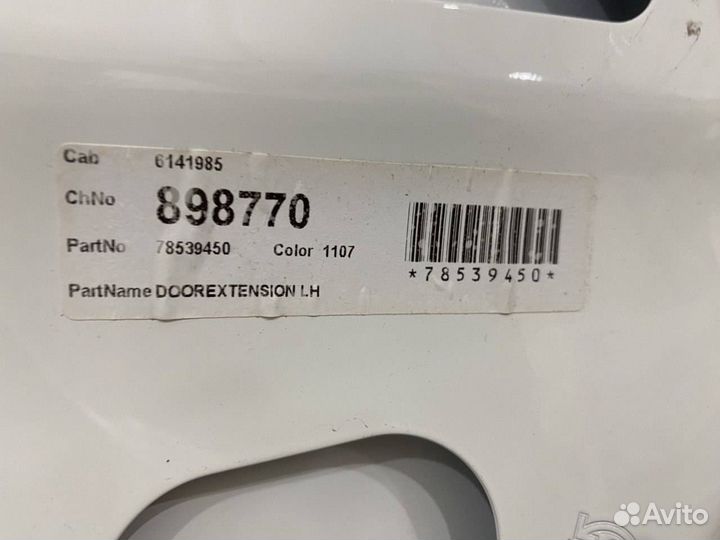 Cab 6141985
ChNo 898770
PartNo 78539450 Color 1107
*78539450*
PartName DOOREXTENSION LH
Avito